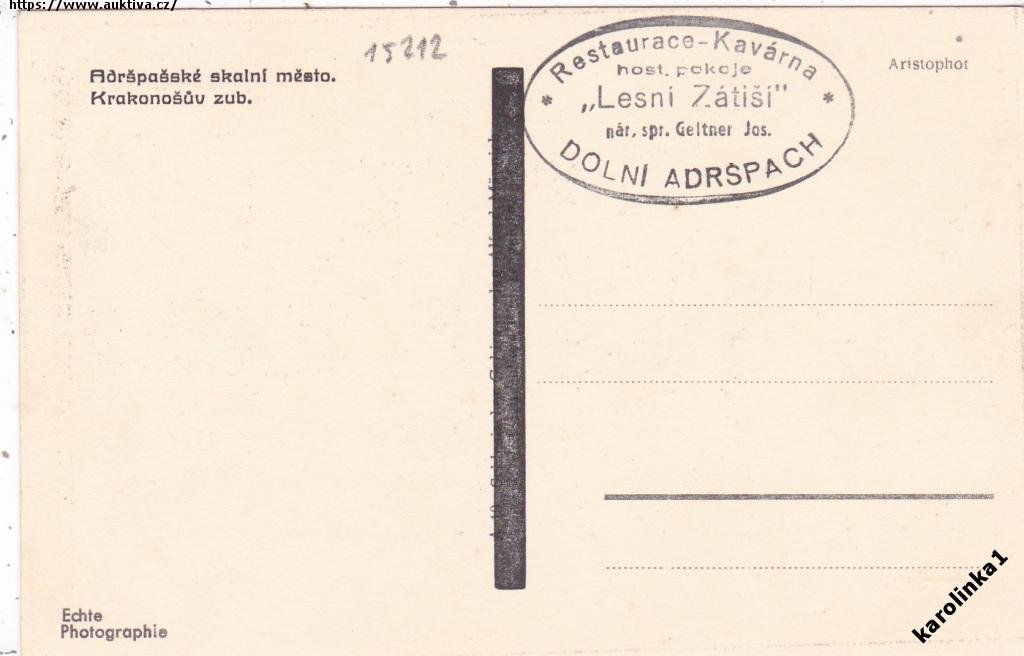 https://www.auktiva.cz/
15212
Adršpašské skalní město.
Krakonošův zub.
* Restaurace-Kavárna *
host. pokoje
„Lesní Zátiší"
nár. spr. Geltner Jos.
DOLNÍ ADRŠPACH
Aristophot
Echte
Photographie
karolinka1